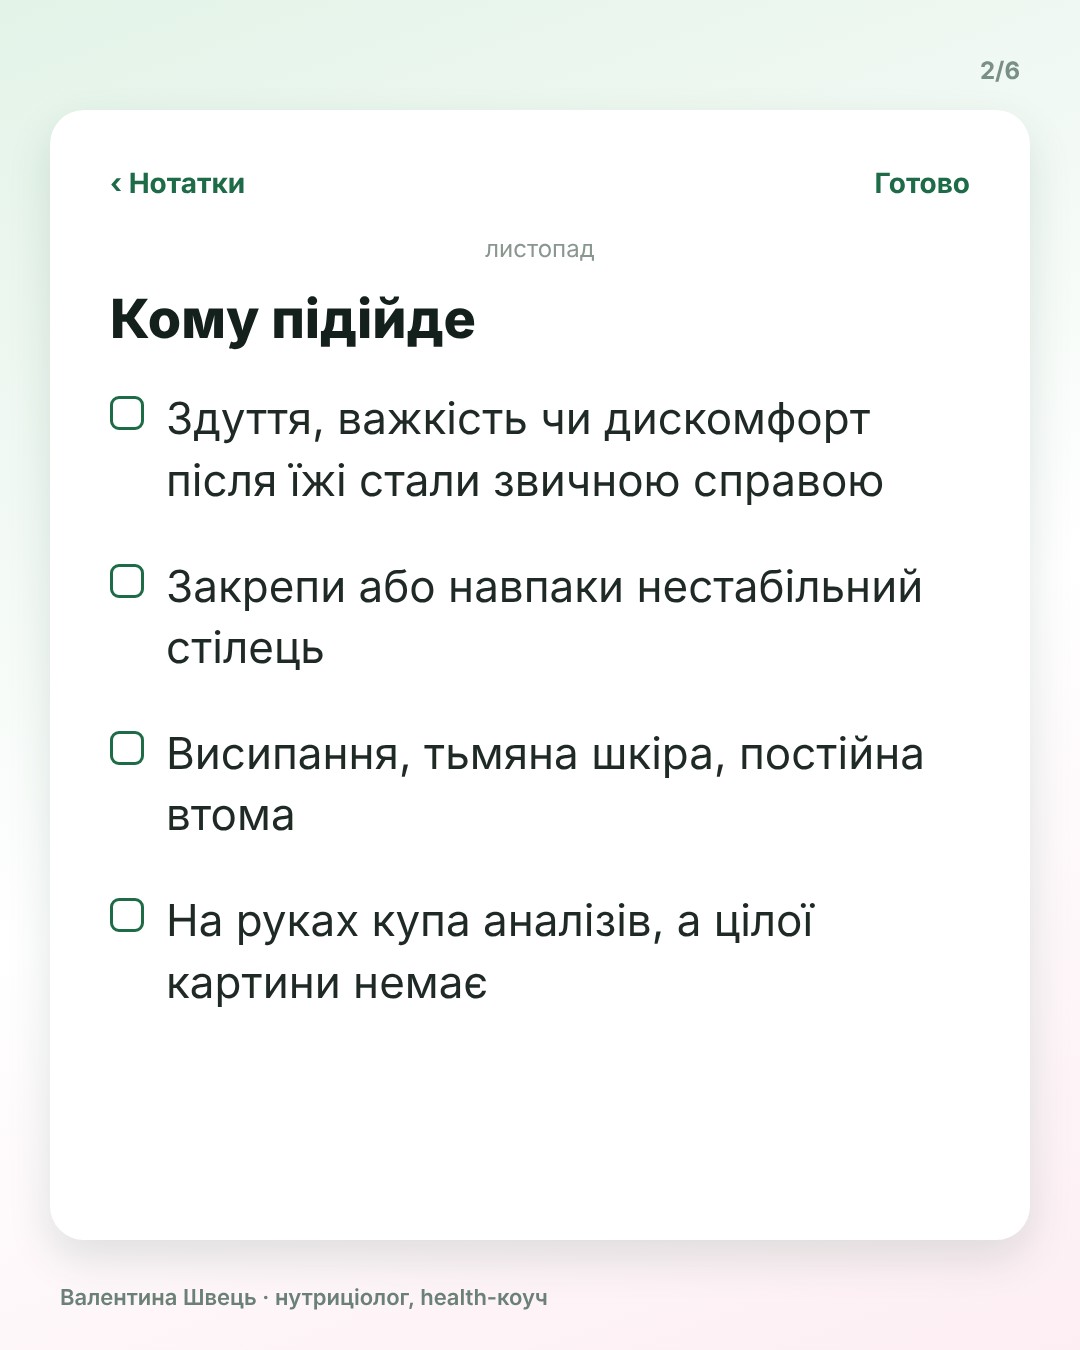 2/6
‹ Нотатки
Готово
листопад
Кому підійде
Здуття, важкість чи дискомфорт
після їжі стали звичною справою
Закрепи або навпаки нестабільний
стілець
Висипання, тьмяна шкіра, постійна
втома
На руках купа аналізів, а цілої
картини немає
Валентина Швець · нутриціолог, health-коуч